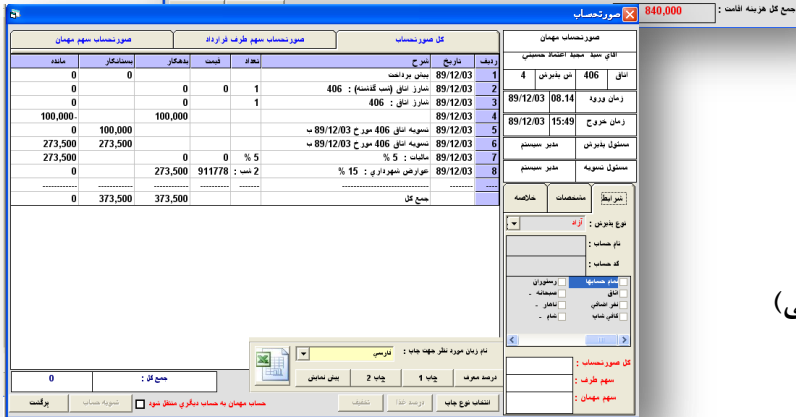 جمع کل هزینه اقامت : 840,000
صورتحساب
صورتحساب مهمان
آقای سید مجید اعتماد حسینی
اتاق 406 ش پذیرش 4
زمان ورود 08.14 89/12/03
زمان خروج 15:49 89/12/03
مسئول پذیرش مدیر سیستم
مسئول تسویه مدیر سیستم
شرایط مشخصات خلاصه
نوع پذیرش : آزاد
نام حساب :
کد حساب :
تمام حسابها رستوران
اتاق صبحانه -
نفر اضافی ناهار -
کافی شاپ شام -
کل صورتحساب :
سهم طرف :
سهم مهمان :
کل صورتحساب صورتحساب سهم طرف قرارداد صورتحساب سهم مهمان
ردیف تاریخ شرح تعداد قیمت بدهکار بستانکار مانده
1 89/12/03 پیش پرداخت 0 0
2 89/12/03 شارژ اتاق (شب گذشته) : 406 1 0 0 0
3 89/12/03 شارژ اتاق : 406 1 0 0
4 89/12/03 100,000 100,000-
5 89/12/03 تسویه اتاق 406 مورخ 89/12/03 ب 100,000 0
6 89/12/03 تسویه اتاق 406 مورخ 89/12/03 ب 273,500 273,500
7 89/12/03 مالیات : 5 % 5 % 0 0 273,500
8 89/12/03 عوارض شهرداری : 15 % 2 شب : 911778 273,500 0
جمع کل 373,500 373,500 0
نام زبان مورد نظر جهت چاپ : فارسی
درصد معرف چاپ 1 چاپ 2 پیش نمایش
جمع کل : 0
انتخاب نوع چاپ درصد غذا تخفیف حساب مهمان به حساب دیگری منتقل شود تسویه حساب برگشت
ی)